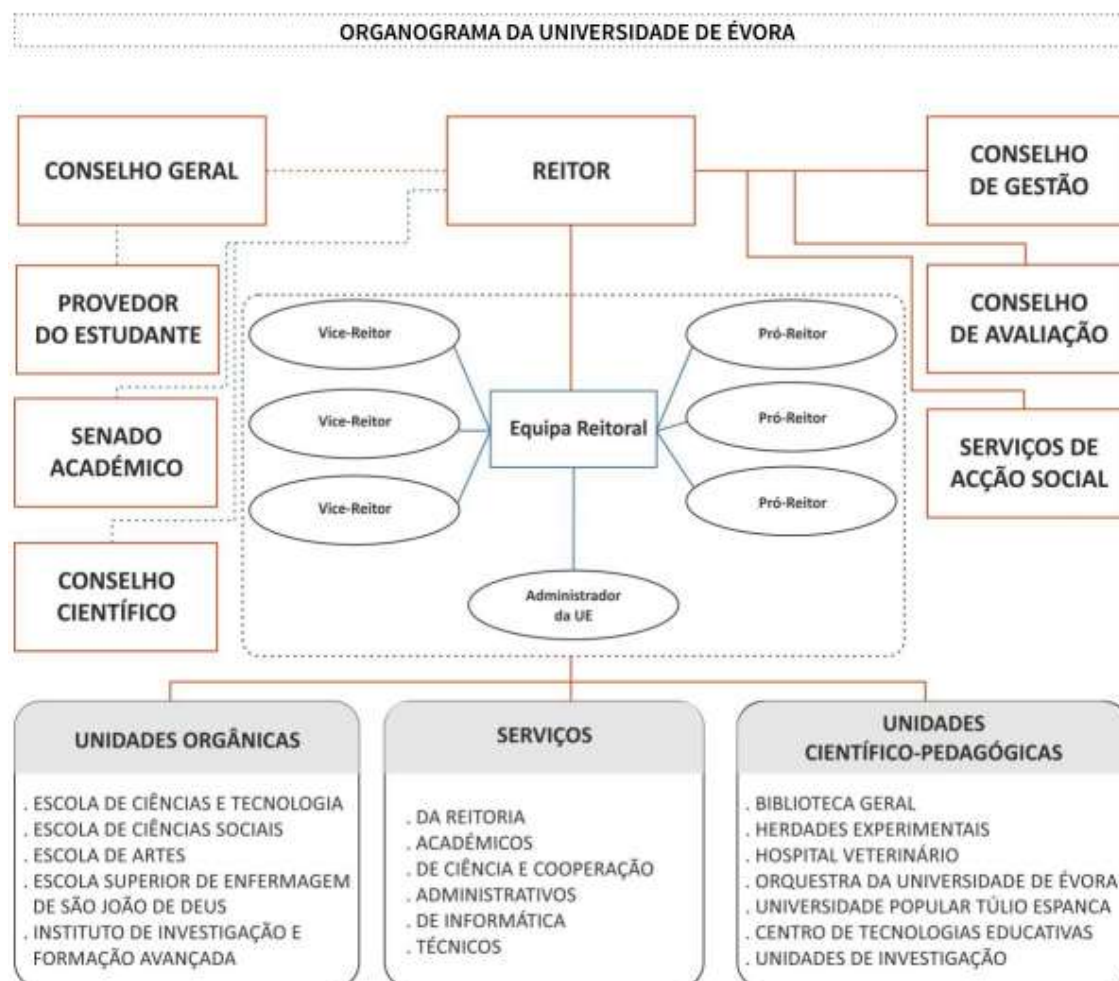 ORGANOGRAMA DA UNIVERSIDADE DE ÉVORA
CONSELHO GERAL
REITOR
CONSELHO
DE GESTÃO
PROVEDOR
DO ESTUDANTE
CONSELHO
DE AVALIAÇÃO
SENADO
ACADÉMICO
SERVIÇOS DE
ACÇÃO SOCIAL
CONSELHO
CIENTÍFICO
Vice-Reitor
Vice-Reitor
Vice-Reitor
Equipa Reitoral
Pró-Reitor
Pró-Reitor
Pró-Reitor
Administrador
da UE
UNIDADES ORGÂNICAS
. ESCOLA DE CIÊNCIAS E TECNOLOGIA
. ESCOLA DE CIÊNCIAS SOCIAIS
. ESCOLA DE ARTES
. ESCOLA SUPERIOR DE ENFERMAGEM
DE SÃO JOÃO DE DEUS
. INSTITUTO DE INVESTIGAÇÃO E
FORMAÇÃO AVANÇADA
SERVIÇOS
. DA REITORIA
. ACADÉMICOS
. DE CIÊNCIA E COOPERAÇÃO
. ADMINISTRATIVOS
. DE INFORMÁTICA
. TÉCNICOS
UNIDADES
CIENTÍFICO-PEDAGÓGICAS
. BIBLIOTECA GERAL
. HERDADES EXPERIMENTAIS
. HOSPITAL VETERINÁRIO
. ORQUESTRA DA UNIVERSIDADE DE ÉVORA
. UNIVERSIDADE POPULAR TÚLIO ESPANCA
. CENTRO DE TECNOLOGIAS EDUCATIVAS
. UNIDADES DE INVESTIGAÇÃO